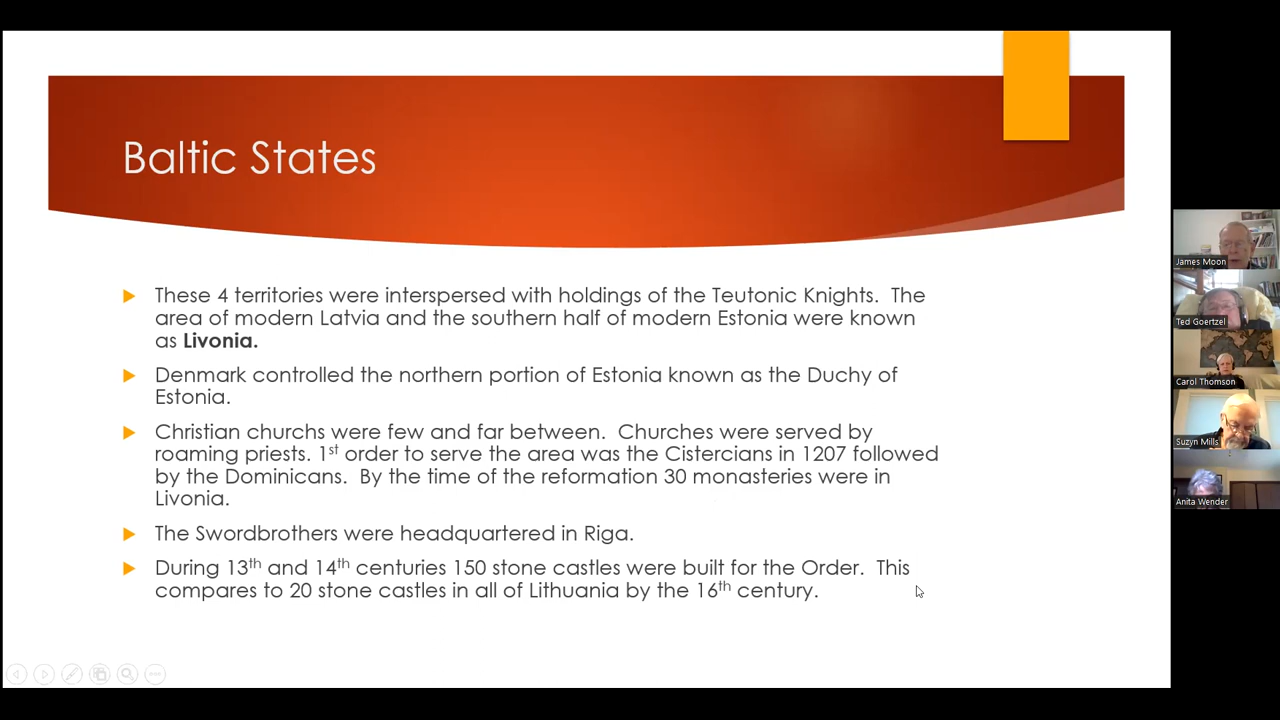 Baltic States
These 4 territories were interspersed with holdings of the Teutonic Knights.  The
area of modern Latvia and the southern half of modern Estonia were known
as Livonia.
Denmark controlled the northern portion of Estonia known as the Duchy of
Estonia.
Christian churchs were few and far between.  Churches were served by
roaming priests. 1st order to serve the area was the Cistercians in 1207 followed
by the Dominicans.  By the time of the reformation 30 monasteries were in
Livonia.
The Swordbrothers were headquartered in Riga.
During 13th and 14th centuries 150 stone castles were built for the Order.  This
compares to 20 stone castles in all of Lithuania by the 16th century.
James Moon
Ted Goertzel
Carol Thomson
Suzyn Mills
Anita Wender